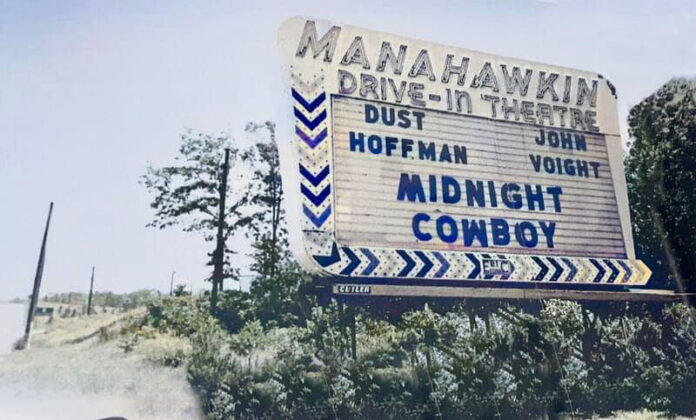 MANAHAWKIN
DRIVE-IN THEATRE
DUST
HOFFMAN
JOHN
VOIGHT
MIDNIGHT
COWBOY
CUTLER